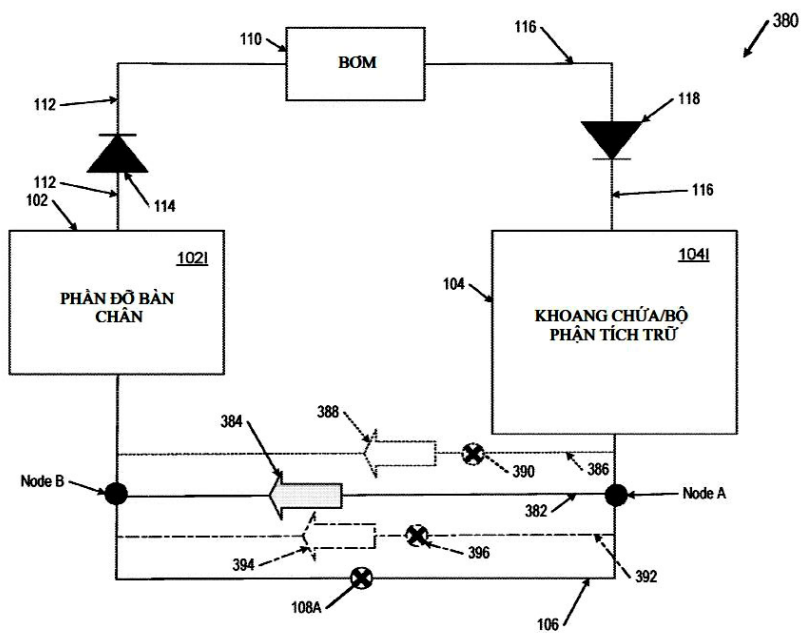 380
110
BƠM
116
118
112
112
114
116
102
102I
PHẦN ĐỠ BÀN
CHÂN
104
104I
KHOANG CHỨA/BỘ
PHẬN TÍCH TRỮ
388
384
390
386
Node B
Node A
382
394
396
392
108A
106